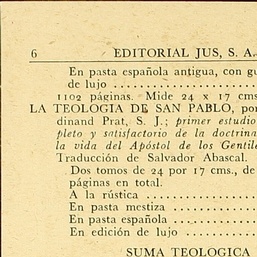 6 EDITORIAL JUS, S. A.
En pasta española antigua, con
de lujo ................
1102 páginas. Mide 24 x 17 cms
LA TEOLOGIA DE SAN PABLO, por
dinand Prat, S. J.; primer estudio
pleto y satisfactorio de la doctrina
la vida del Apóstol de los Gentiles
Traducción de Salvador Abascal.
Dos tomos de 24 por 17 cms., de
páginas en total.
A la rústica ................
En pasta mestiza ............
En pasta española ...........
En edición de lujo ..........
SUMA TEOLOGICA